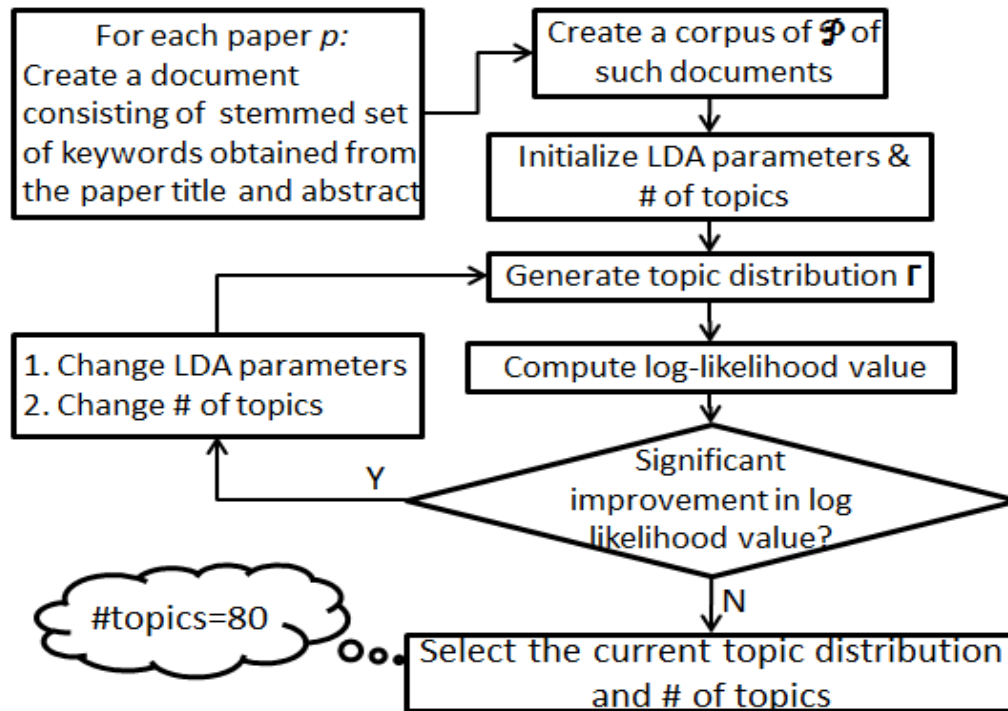 For each paper p:
Create a document
consisting of stemmed set
of keywords obtained from
the paper title and abstract
Create a corpus of 𝓟 of
such documents
Initialize LDA parameters &
# of topics
Generate topic distribution Γ
Compute log-likelihood value
1. Change LDA parameters
2. Change # of topics
Significant
improvement in log
likelihood value?
Y
N
#topics=80
Select the current topic distribution
and # of topics